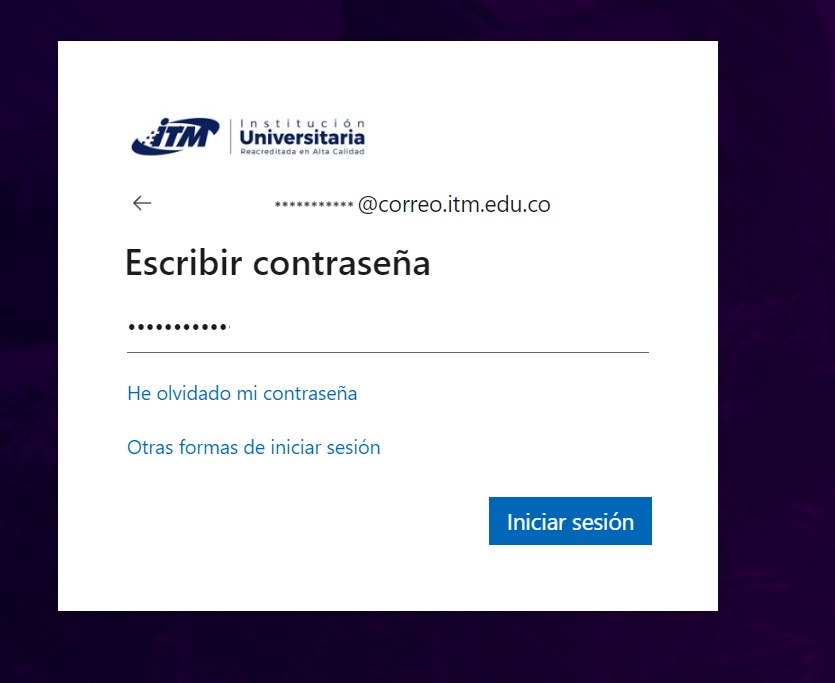 iTM Institución
Universitaria
Reacreditada en Alta Calidad
← ***********@correo.itm.edu.co
Escribir contraseña
•••••••••••
He olvidado mi contraseña
Otras formas de iniciar sesión
Iniciar sesión